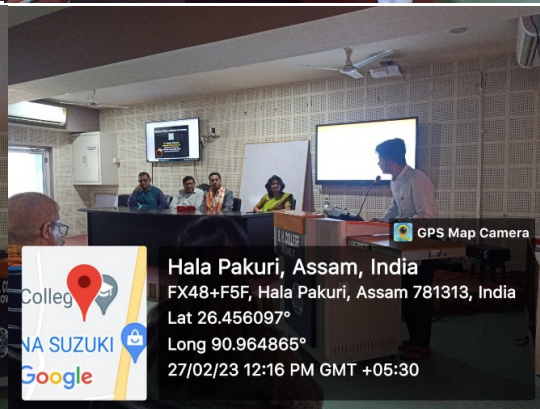 B. H. COLLEGE
GPS Map Camera
Hala Pakuri, Assam, India
FX48+F5F, Hala Pakuri, Assam 781313, India
Lat 26.456097°
Long 90.964865°
27/02/23 12:16 PM GMT +05:30
Colleg
NA SUZUKI
Google